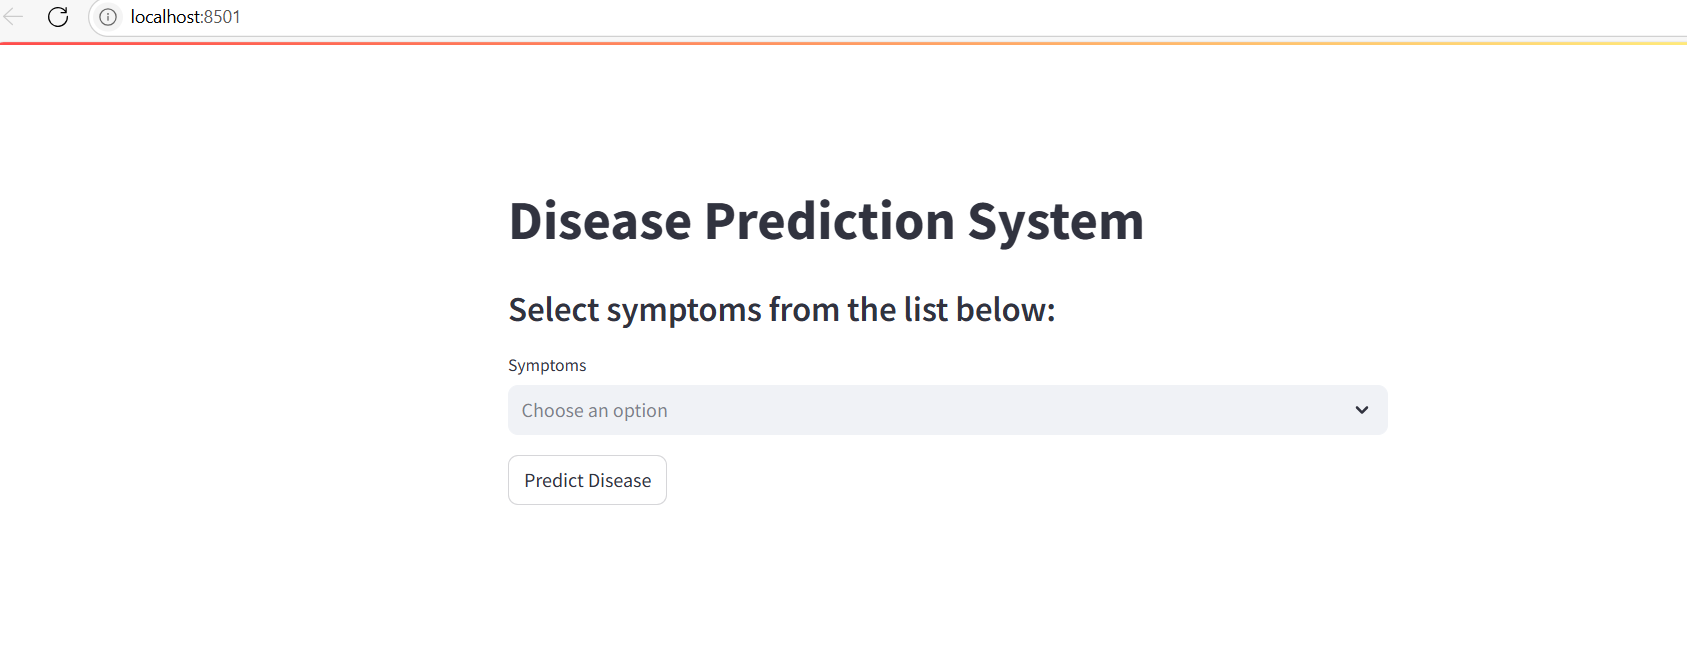 localhost:8501
Disease Prediction System
Select symptoms from the list below:
Symptoms
Choose an option
Predict Disease